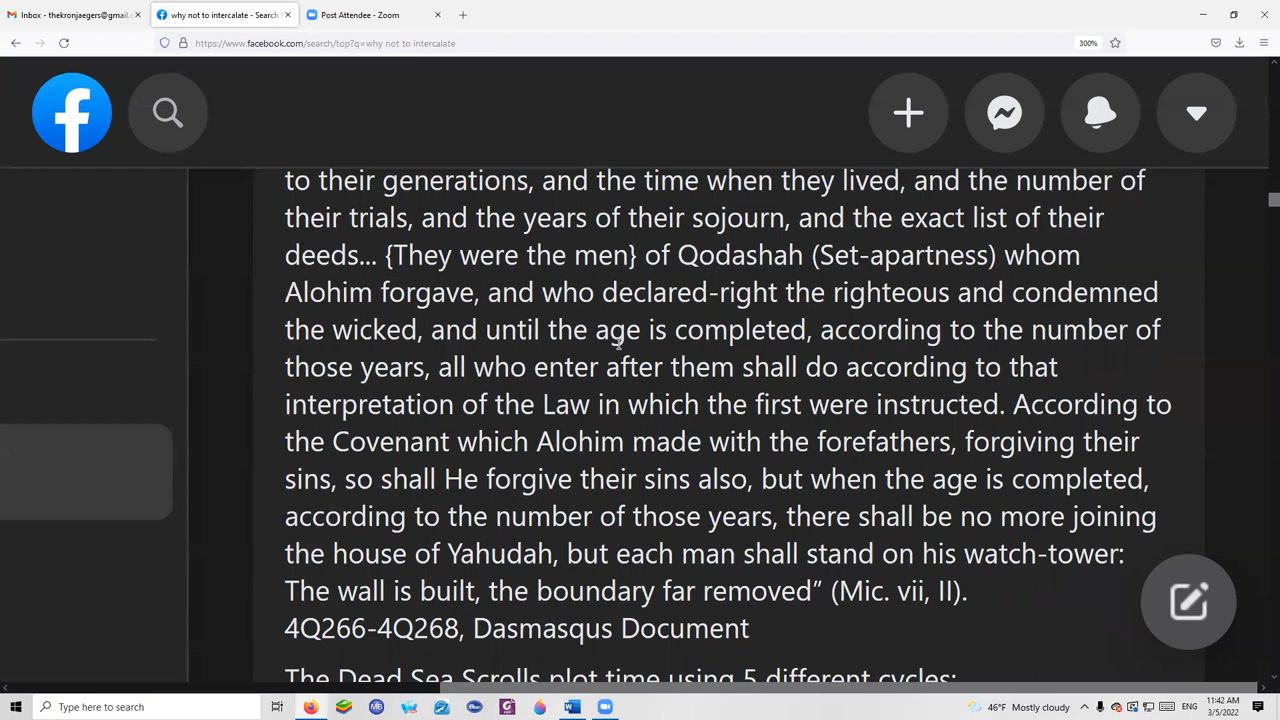 Inbox - thekronjaegers@gmail.c
why not to intercalate - Search
Post Attendee - Zoom
https://www.facebook.com/search/top?q=why not to intercalate
300%
to their generations, and the time when they lived, and the number of
their trials, and the years of their sojourn, and the exact list of their
deeds... {They were the men} of Qodashah (Set-apartness) whom
Alohim forgave, and who declared-right the righteous and condemned
the wicked, and until the age is completed, according to the number of
those years, all who enter after them shall do according to that
interpretation of the Law in which the first were instructed. According to
the Covenant which Alohim made with the forefathers, forgiving their
sins, so shall He forgive their sins also, but when the age is completed,
according to the number of those years, there shall be no more joining
the house of Yahudah, but each man shall stand on his watch-tower:
The wall is built, the boundary far removed” (Mic. vii, II).
4Q266-4Q268, Dasmasqus Document
The Dead Sea Scrolls plot time using 5 different cycles:
Type here to search
46°F Mostly cloudy
11:42 AM
3/5/2022